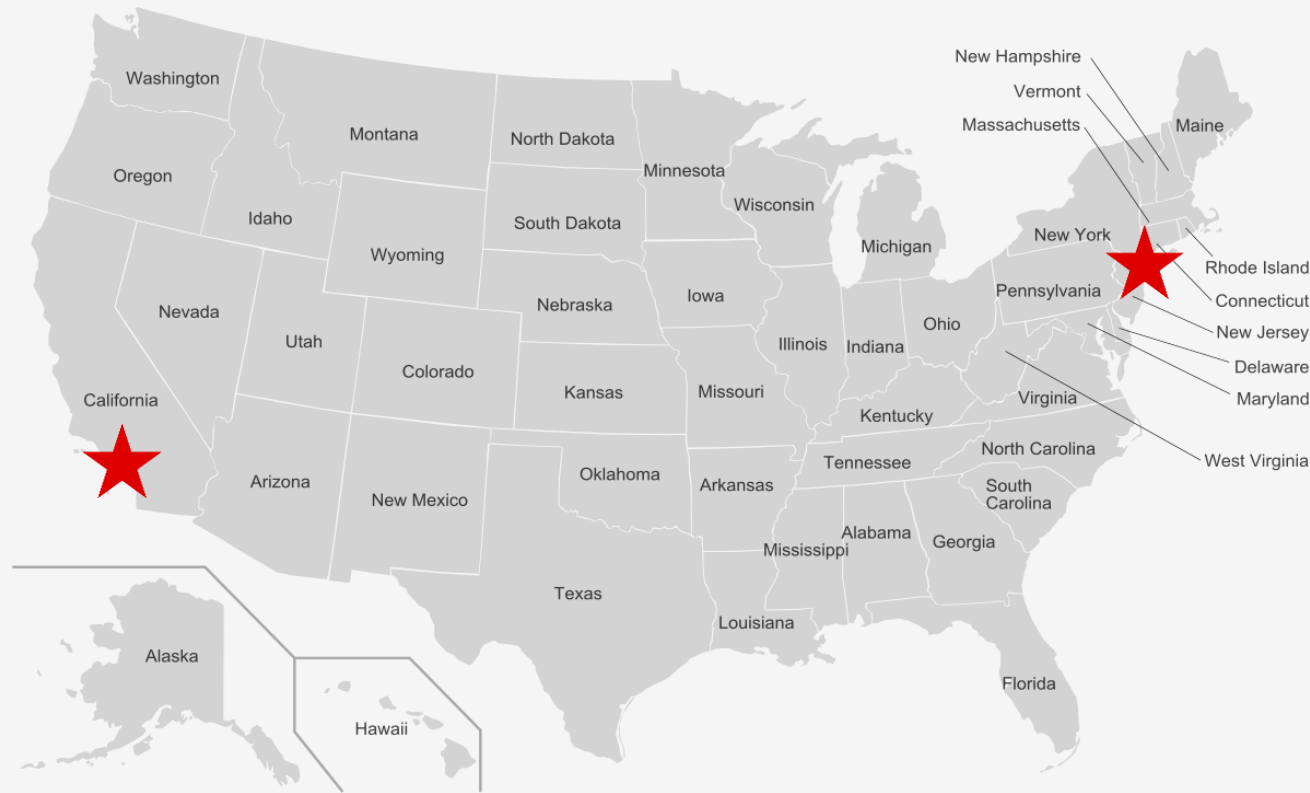 New Hampshire
Vermont
Massachusetts
Washington
Montana
North Dakota
Minnesota
Maine
Oregon
Idaho
South Dakota
Wisconsin
Wyoming
Michigan
New York
Rhode Island
Nevada
Nebraska
Iowa
Pennsylvania
Connecticut
Utah
Colorado
Illinois
Indiana
Ohio
New Jersey
Delaware
California
Kansas
Missouri
Kentucky
Virginia
Maryland
Arizona
New Mexico
Oklahoma
Arkansas
Tennessee
North Carolina
West Virginia
South
Carolina
Mississippi
Alabama
Georgia
Texas
Louisiana
Alaska
Hawaii
Florida